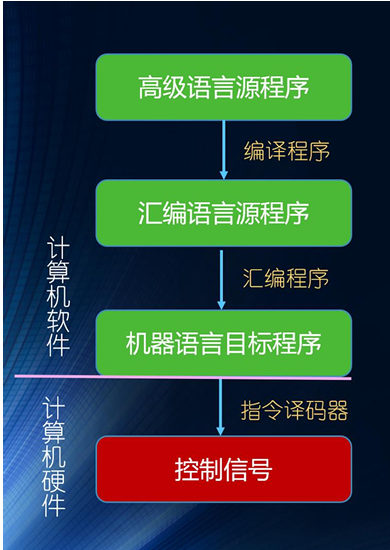 高级语言源程序
编译程序
汇编语言源程序
计算机软件
汇编程序
机器语言目标程序
计算机硬件
指令译码器
控制信号